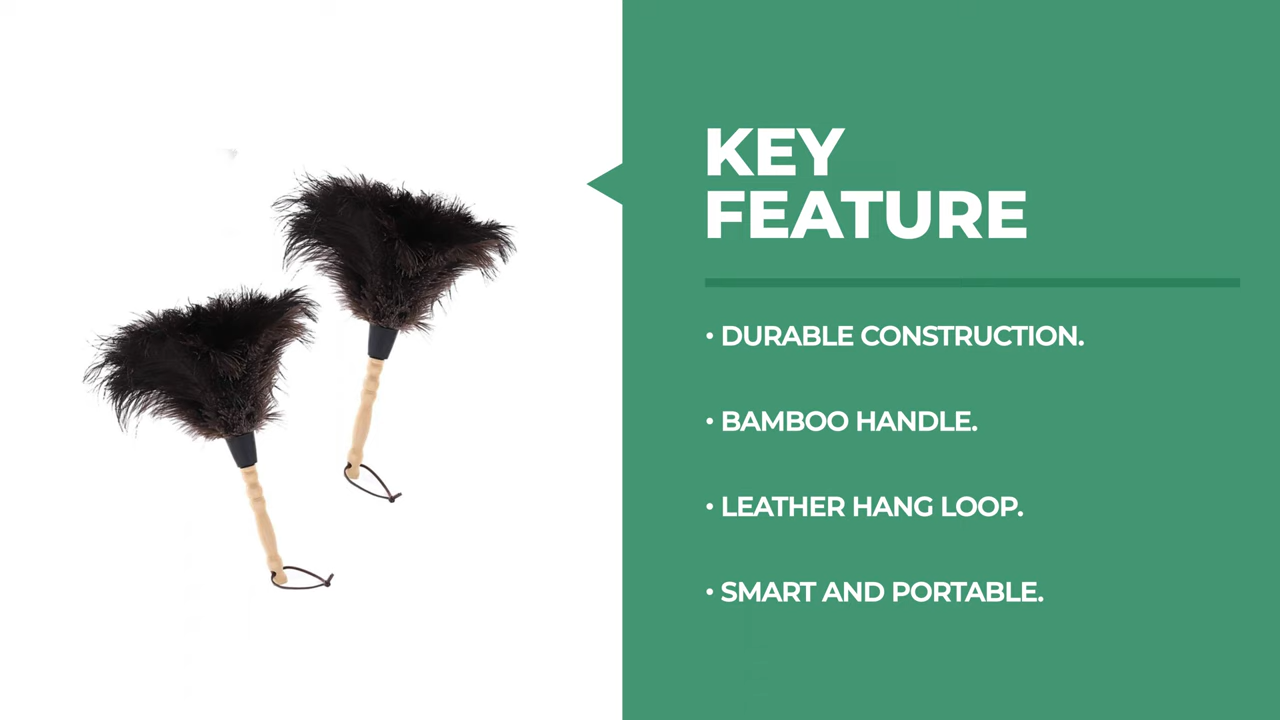 KEY
FEATURE
• DURABLE CONSTRUCTION.
• BAMBOO HANDLE.
• LEATHER HANG LOOP.
• SMART AND PORTABLE.